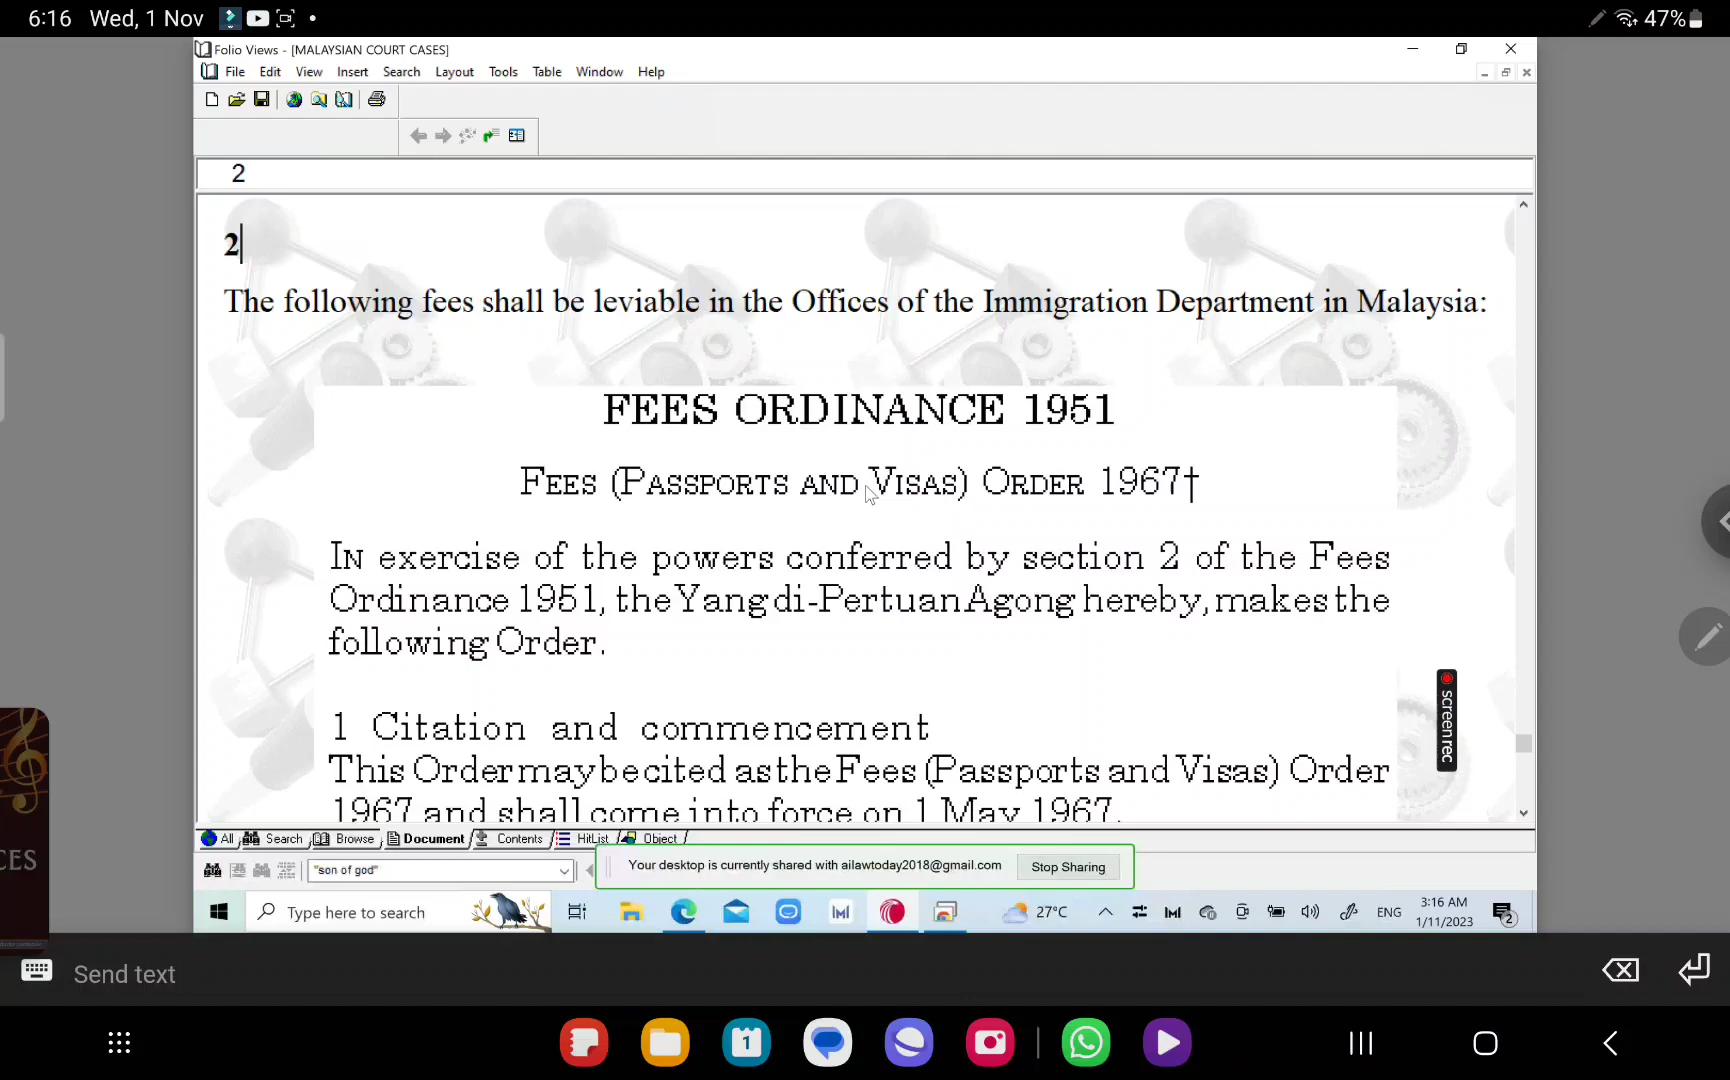 6:16 Wed, 1 Nov
47%
Folio Views - [MALAYSIAN COURT CASES]
File Edit View Insert Search Layout Tools Table Window Help
2
2
The following fees shall be leviable in the Offices of the Immigration Department in Malaysia:
FEES ORDINANCE 1951
FEES (PASSPORTS AND VISAS) ORDER 1967†
IN exercise of the powers conferred by section 2 of the Fees
Ordinance 1951, the Yang di-Pertuan Agong hereby, makes the
following Order.
1 Citation and commencement
This Order may be cited as the Fees (Passports and Visas) Order
1967 and shall come into force on 1 May 1967.
screenrec
All Search Browse Document Contents HitList Object
"son of god"
Your desktop is currently shared with ailawtoday2018@gmail.com Stop Sharing
Type here to search
27°C
ENG
3:16 AM
1/11/2023
2
CES
Send text
1